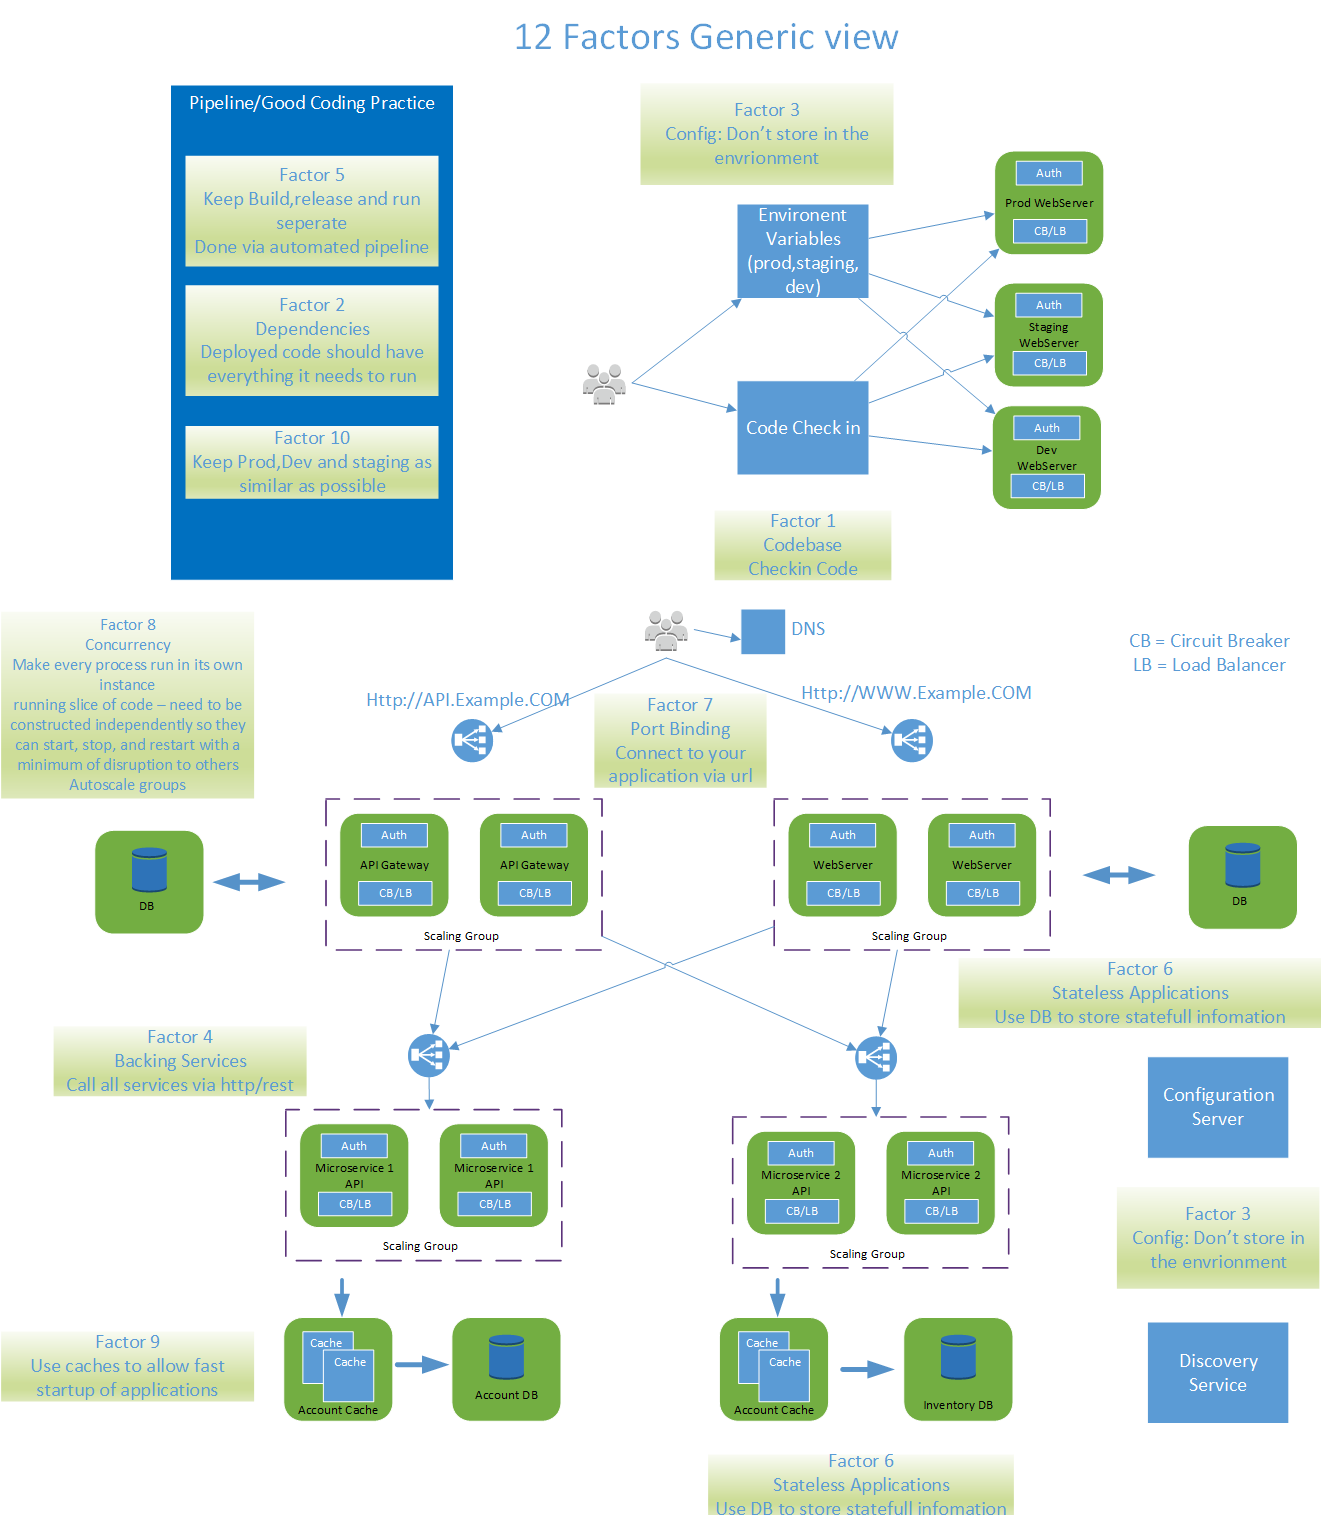 12 Factors Generic view
Pipeline/Good Coding Practice
Factor 5
Keep Build,release and run
seperate
Done via automated pipeline
Factor 2
Dependencies
Deployed code should have
everything it needs to run
Factor 10
Keep Prod,Dev and staging as
similar as possible
Factor 3
Config: Don’t store in the
envrionment
Environent
Variables
(prod,staging,
dev)
Code Check in
Auth
Prod WebServer
CB/LB
Auth
Staging
WebServer
CB/LB
Auth
Dev
WebServer
CB/LB
Factor 1
Codebase
Checkin Code
DNS
CB = Circuit Breaker
LB = Load Balancer
Factor 8
Concurrency
Make every process run in its own
instance
running slice of code – need to be
constructed independently so they
can start, stop, and restart with a
minimum of disruption to others
Autoscale groups
Http://API.Example.COM
Factor 7
Port Binding
Connect to your
application via url
Http://WWW.Example.COM
DB
Auth
API Gateway
CB/LB
Auth
API Gateway
CB/LB
Scaling Group
Auth
WebServer
CB/LB
Auth
WebServer
CB/LB
Scaling Group
DB
Factor 6
Stateless Applications
Use DB to store statefull infomation
Factor 4
Backing Services
Call all services via http/rest
Configuration
Server
Auth
Microservice 1
API
CB/LB
Auth
Microservice 1
API
CB/LB
Scaling Group
Auth
Microservice 2
API
CB/LB
Auth
Microservice 2
API
CB/LB
Scaling Group
Factor 3
Config: Don’t store in
the envrionment
Factor 9
Use caches to allow fast
startup of applications
Cache
Cache
Account Cache
Account DB
Cache
Cache
Account Cache
Inventory DB
Discovery
Service
Factor 6
Stateless Applications
Use DB to store statefull infomation